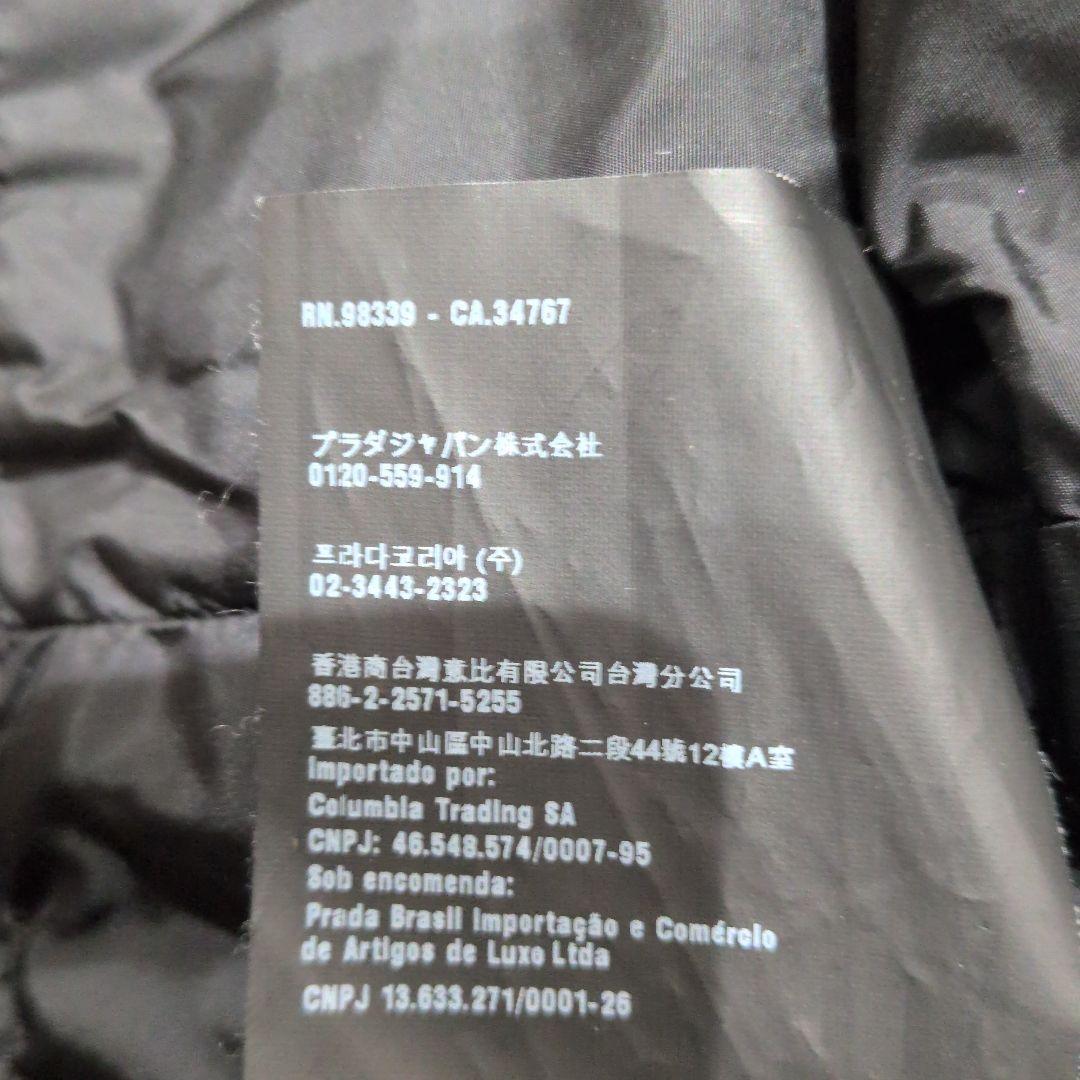 RN.98339 - CA.34767
プラダジャパン株式会社
0120-559-914
프라다코리아 (주)
02-3443-2323
香港商台灣意比有限公司台灣分公司
886-2-2571-5255
臺北市中山區中山北路二段44號12樓A室
Importado por:
Columbia Trading SA
CNPJ: 46.548.574/0007-95
Sob encomenda:
Prada Brasil Importação e Comércio
de Artigos de Luxo Ltda
CNPJ 13.633.271/0001-26